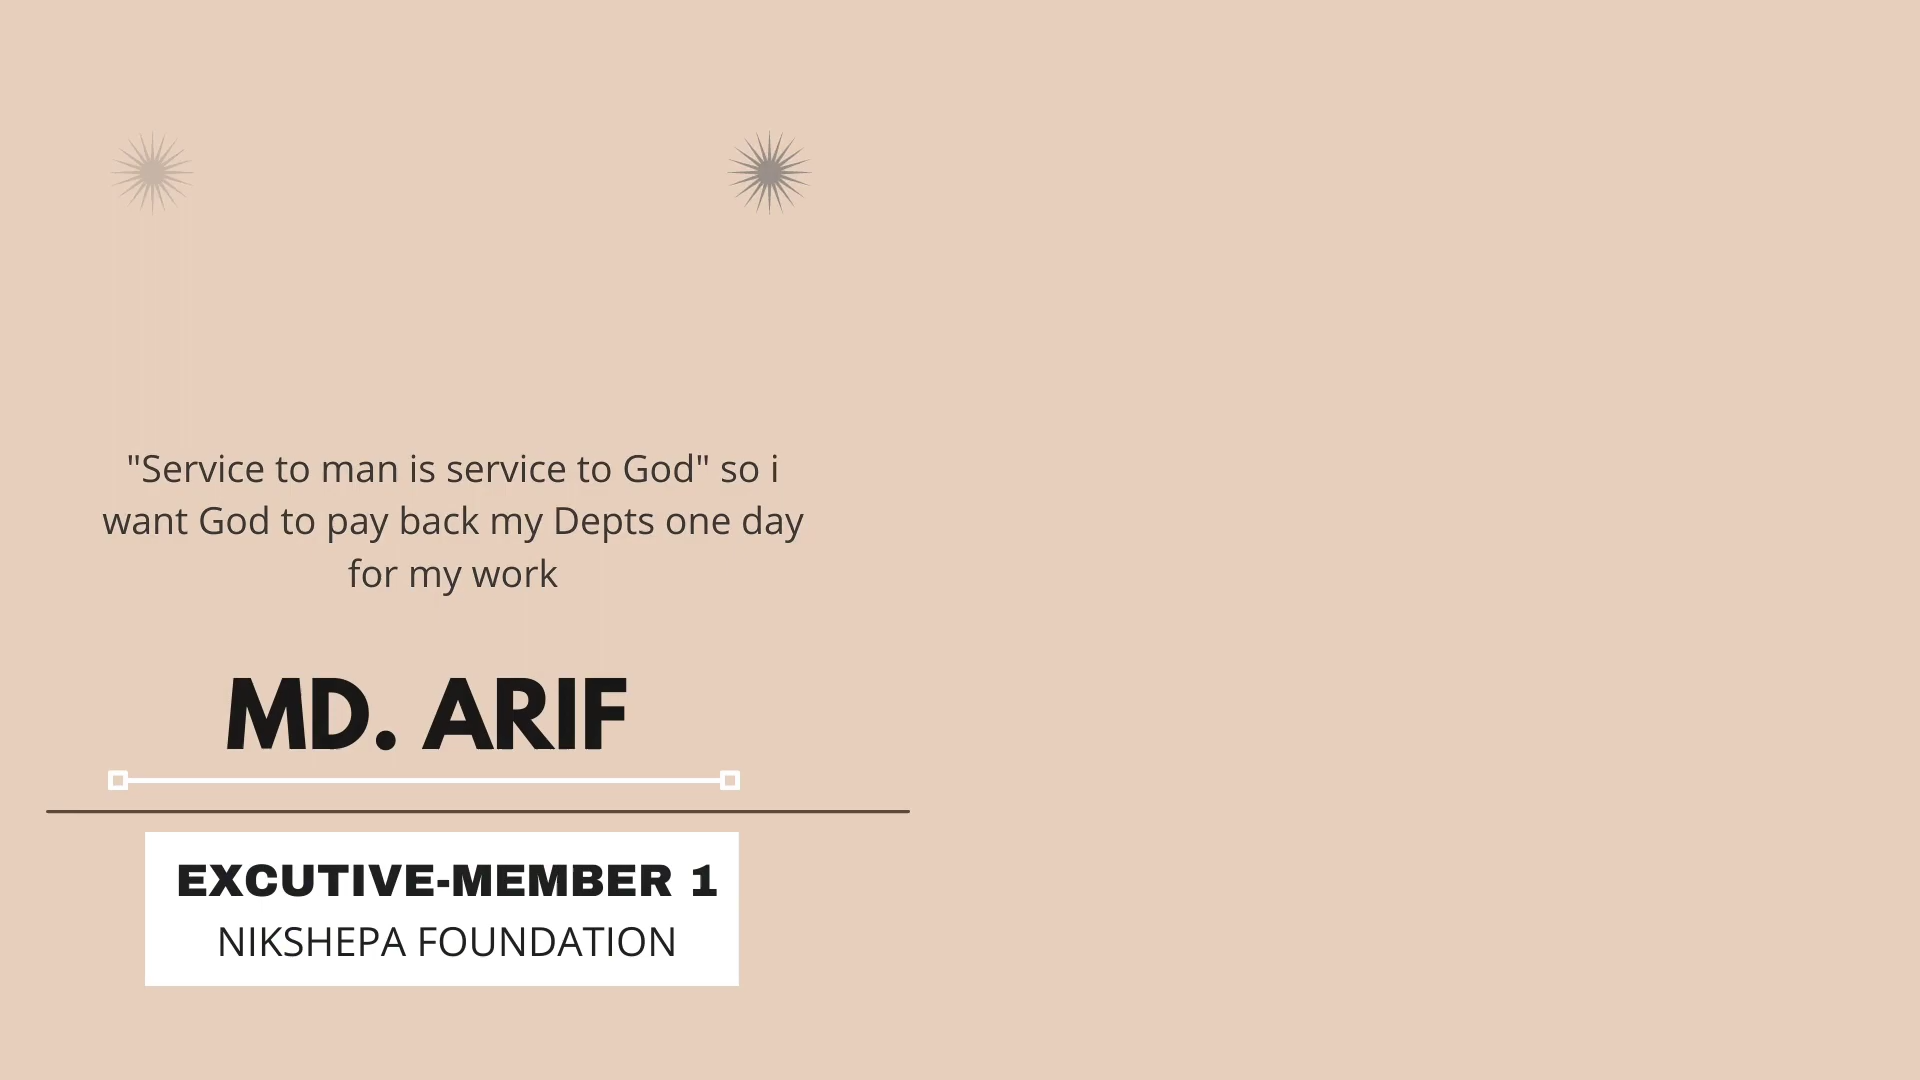 "Service to man is service to God" so i
want God to pay back my Depts one day
for my work
MD. ARIF
EXCUTIVE-MEMBER 1
NIKSHEPA FOUNDATION